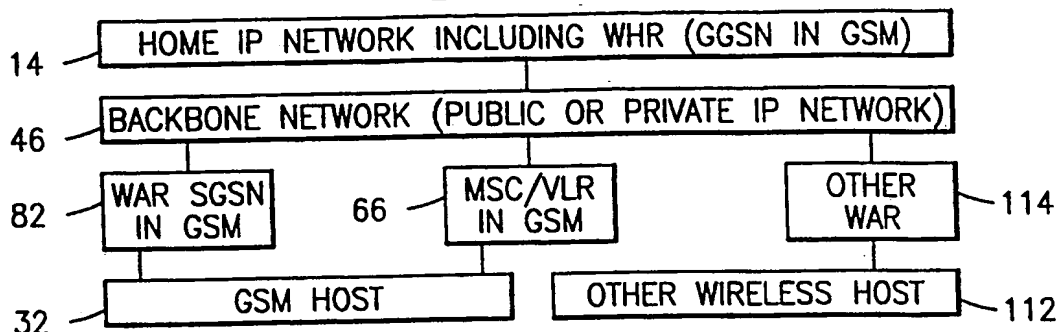 HOME IP NETWORK INCLUDING WHR (GGSN IN GSM)
14
BACKBONE NETWORK (PUBLIC OR PRIVATE IP NETWORK)
46
WAR SGSN
IN GSM
82
MSC/VLR
IN GSM
66
OTHER
WAR
114
GSM HOST
32
OTHER WIRELESS HOST
112